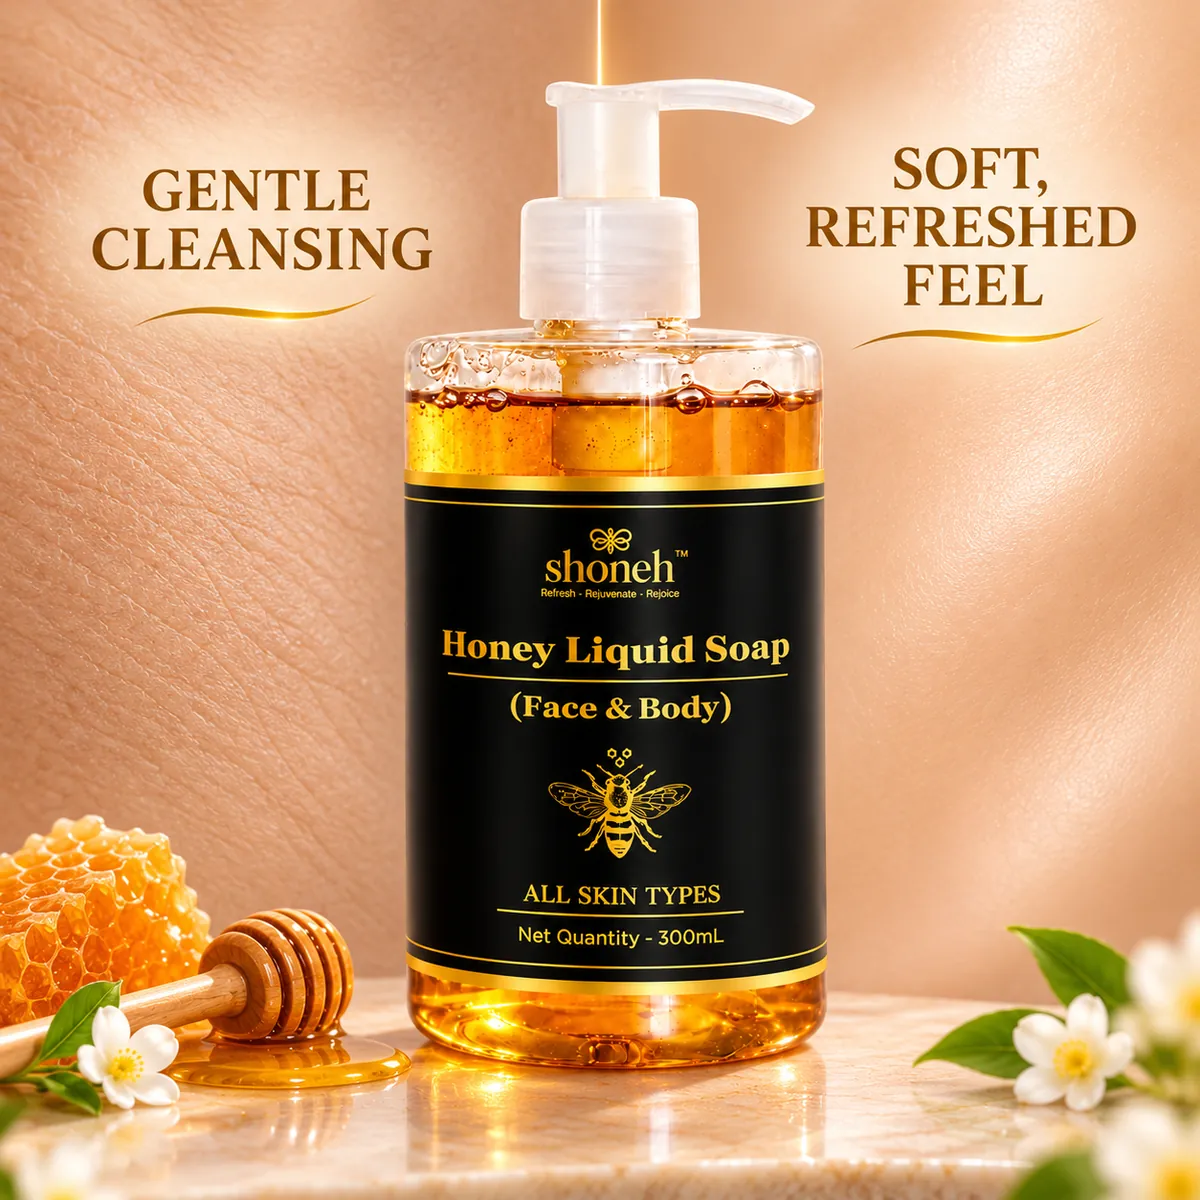 GENTLE
CLEANSING
SOFT,
REFRESHED
FEEL
shoneh™
Refresh - Rejuvenate - Rejoice
Honey Liquid Soap
(Face & Body)
ALL SKIN TYPES
Net Quantity - 300mL